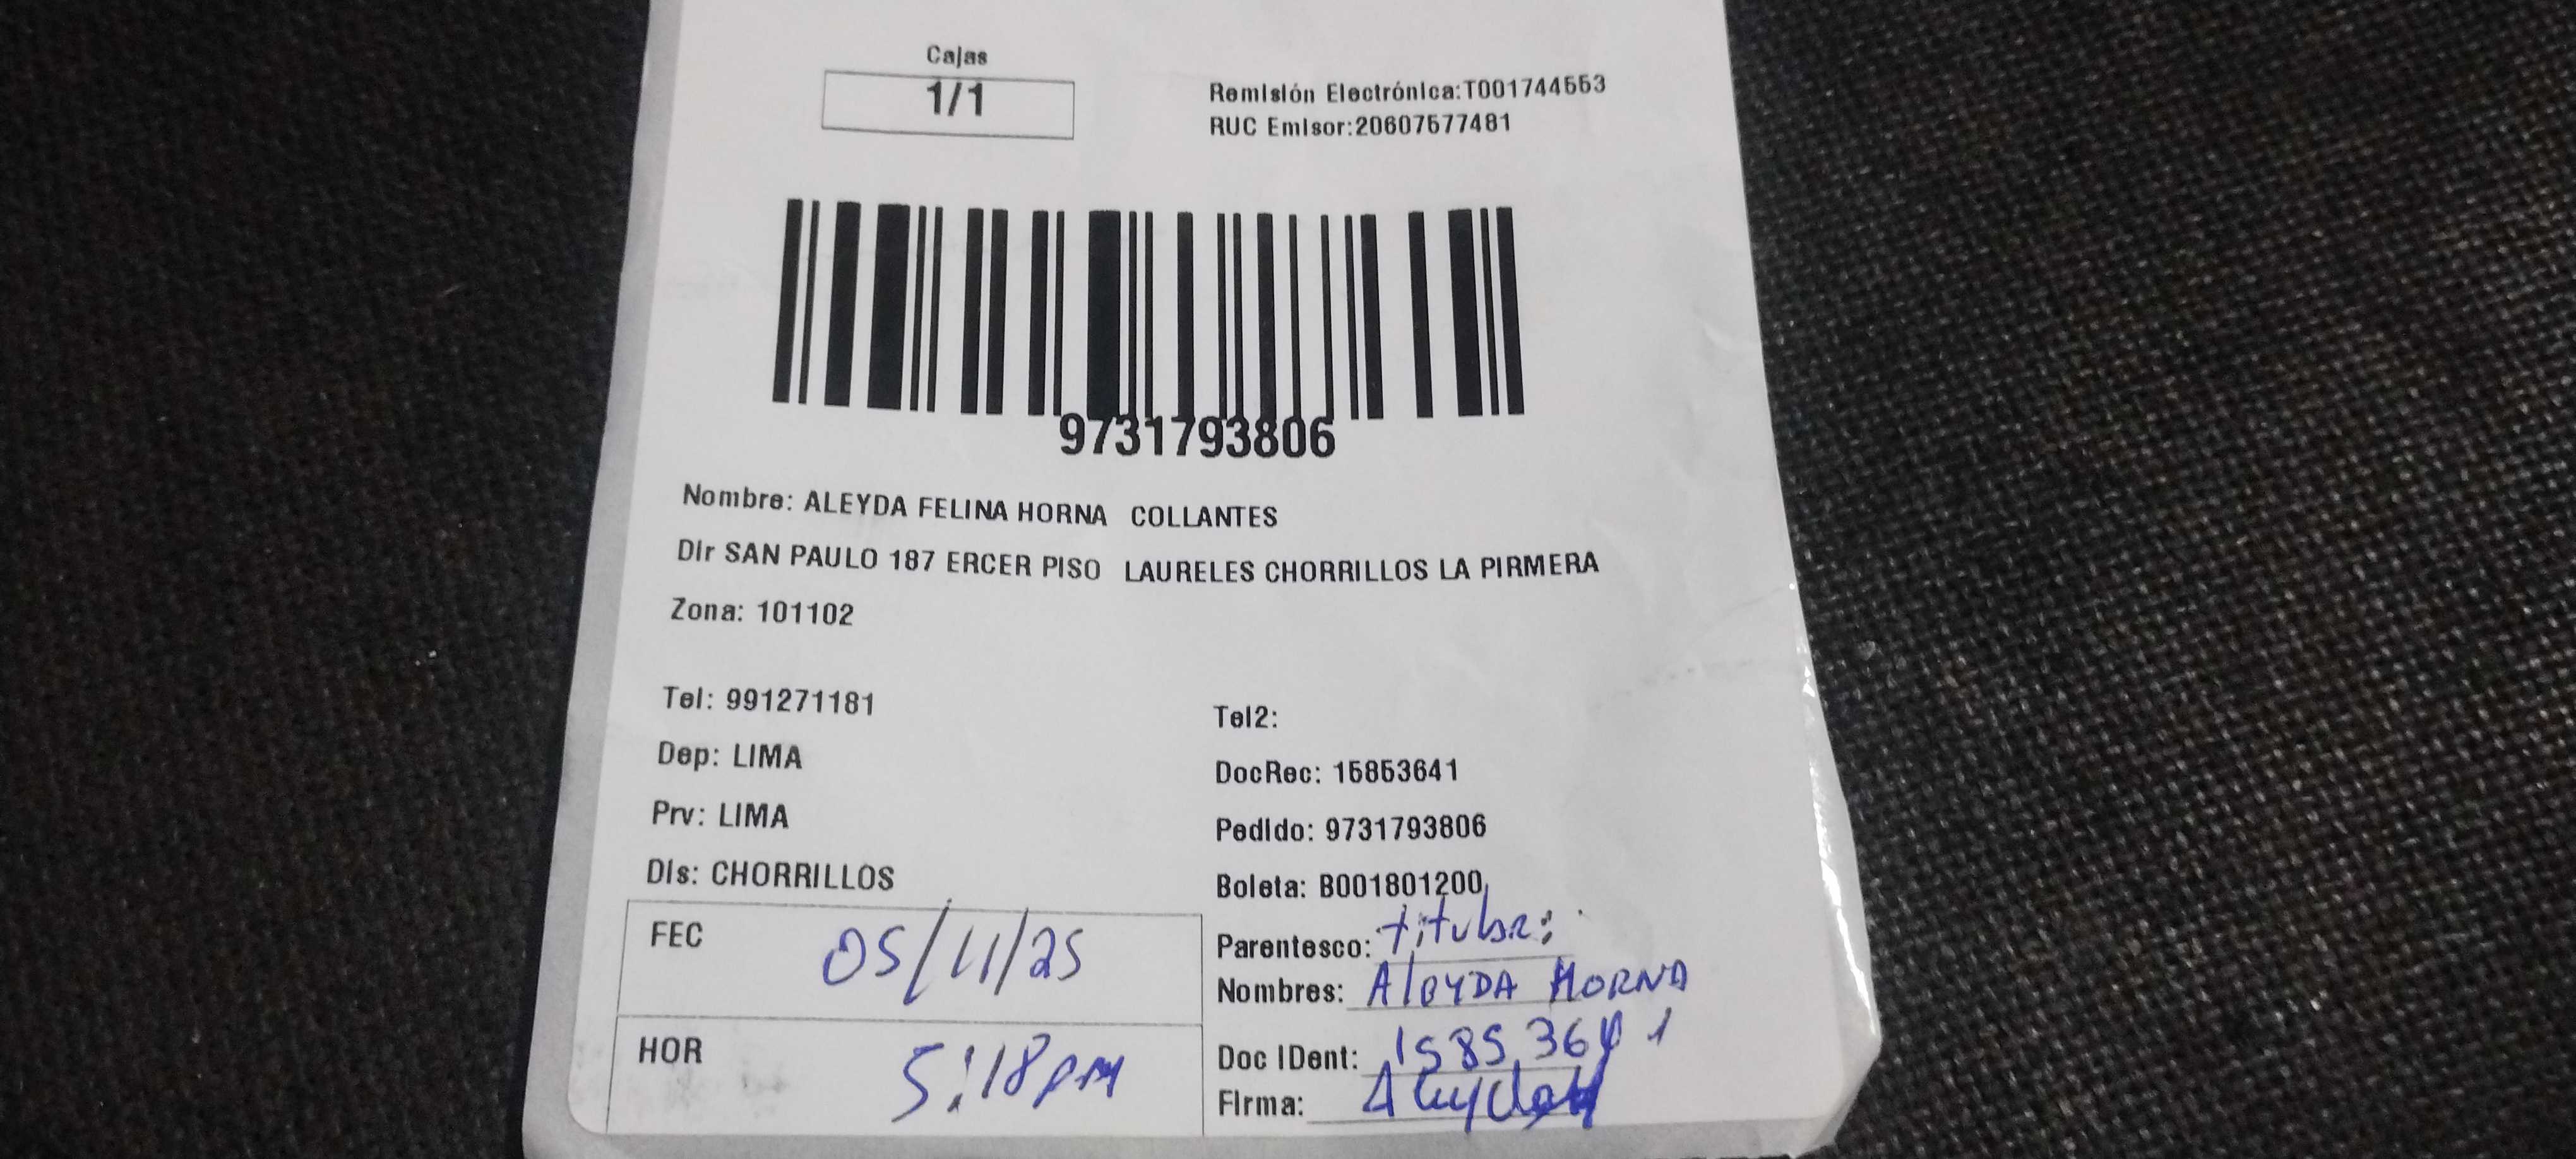 Cajas
1/1
Remisión Electrónica:T001744553
RUC Emisor:20607577481
9731793806
Nombre: ALEYDA FELINA HORNA COLLANTES
Dir SAN PAULO 187 ERCER PISO LAURELES CHORRILLOS LA PIRMERA
Zona: 101102
Tel: 991271181
Tel2:
Dep: LIMA
DocRec: 15853641
Prv: LIMA
Pedido: 9731793806
Dis: CHORRILLOS
Boleta: B001801200
FEC 05/11/25
Parentesco: titular
Nombres: Aleyda Horna
HOR 5:18pm
Doc IDent: 15853641
Firma: Aleyda H